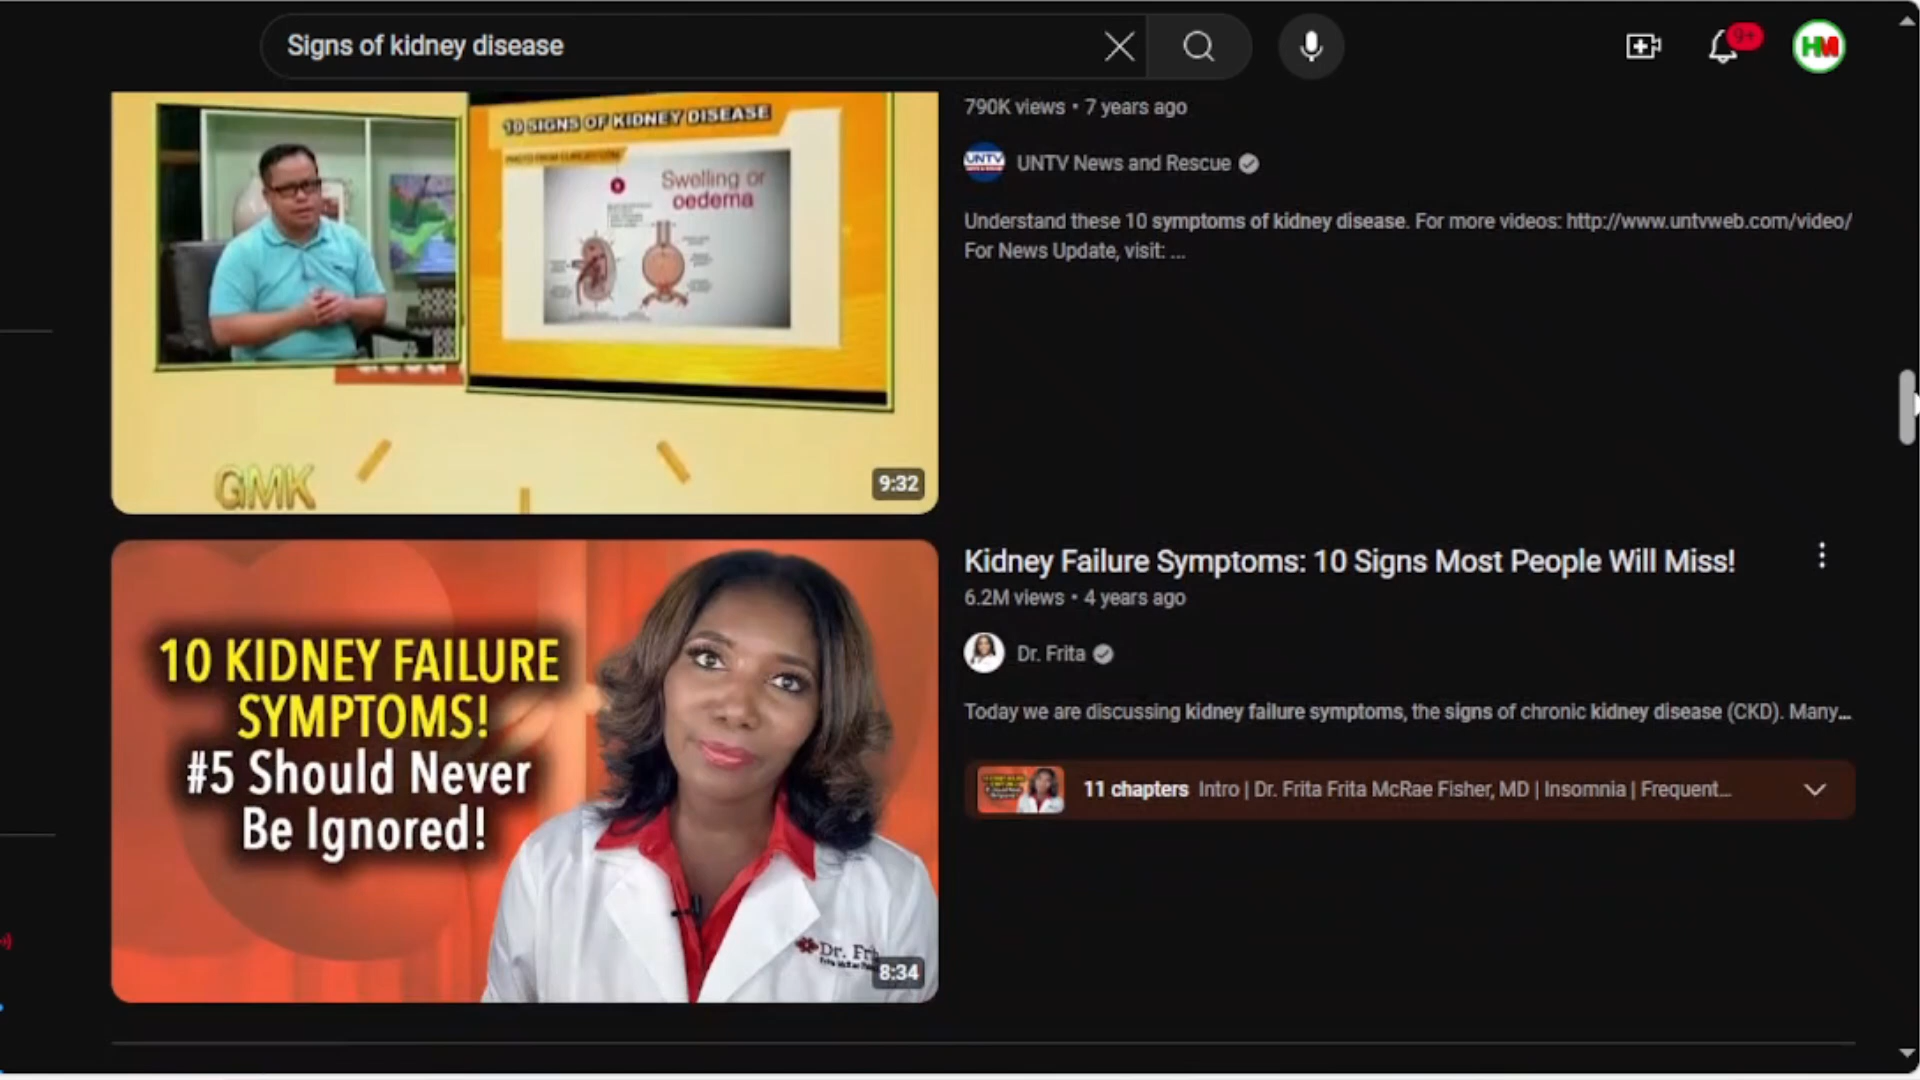 Signs of kidney disease
9+
HM
790K views • 7 years ago
UNTV
UNTV News and Rescue
Understand these 10 symptoms of kidney disease. For more videos: http://www.untvweb.com/video/
For News Update, visit: ...
10 SIGNS OF KIDNEY DISEASE
Swelling or
oedema
GMK
9:32
Kidney Failure Symptoms: 10 Signs Most People Will Miss!
6.2M views • 4 years ago
Dr. Frita
Today we are discussing kidney failure symptoms, the signs of chronic kidney disease (CKD). Many...
11 chapters Intro | Dr. Frita Frita McRae Fisher, MD | Insomnia | Frequent...
10 KIDNEY FAILURE
SYMPTOMS!
#5 Should Never
Be Ignored!
Dr. Fri
8:34